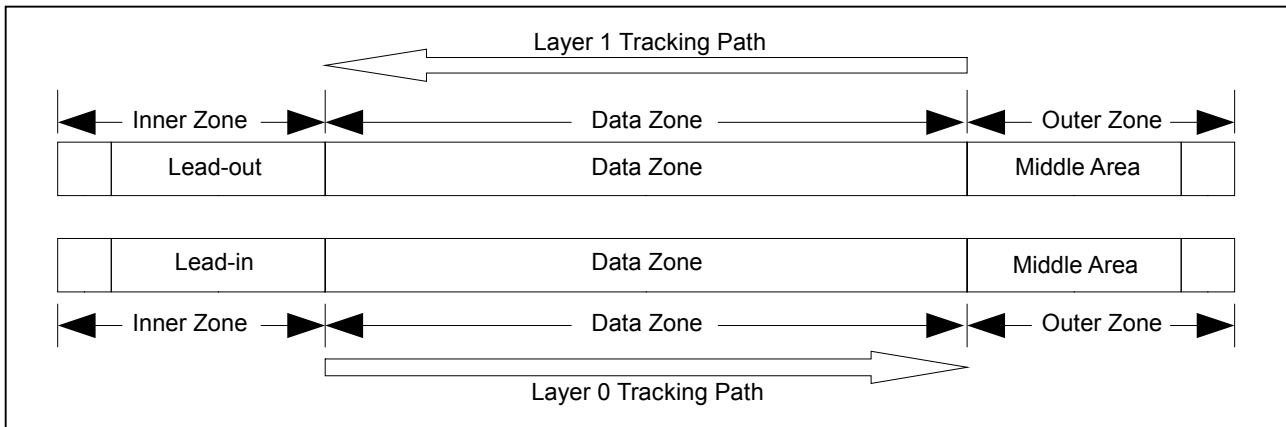 Layer 1 Tracking Path
Inner Zone Data Zone Outer Zone
Lead-out Data Zone Middle Area
Lead-in Data Zone Middle Area
Inner Zone Data Zone Outer Zone
Layer 0 Tracking Path